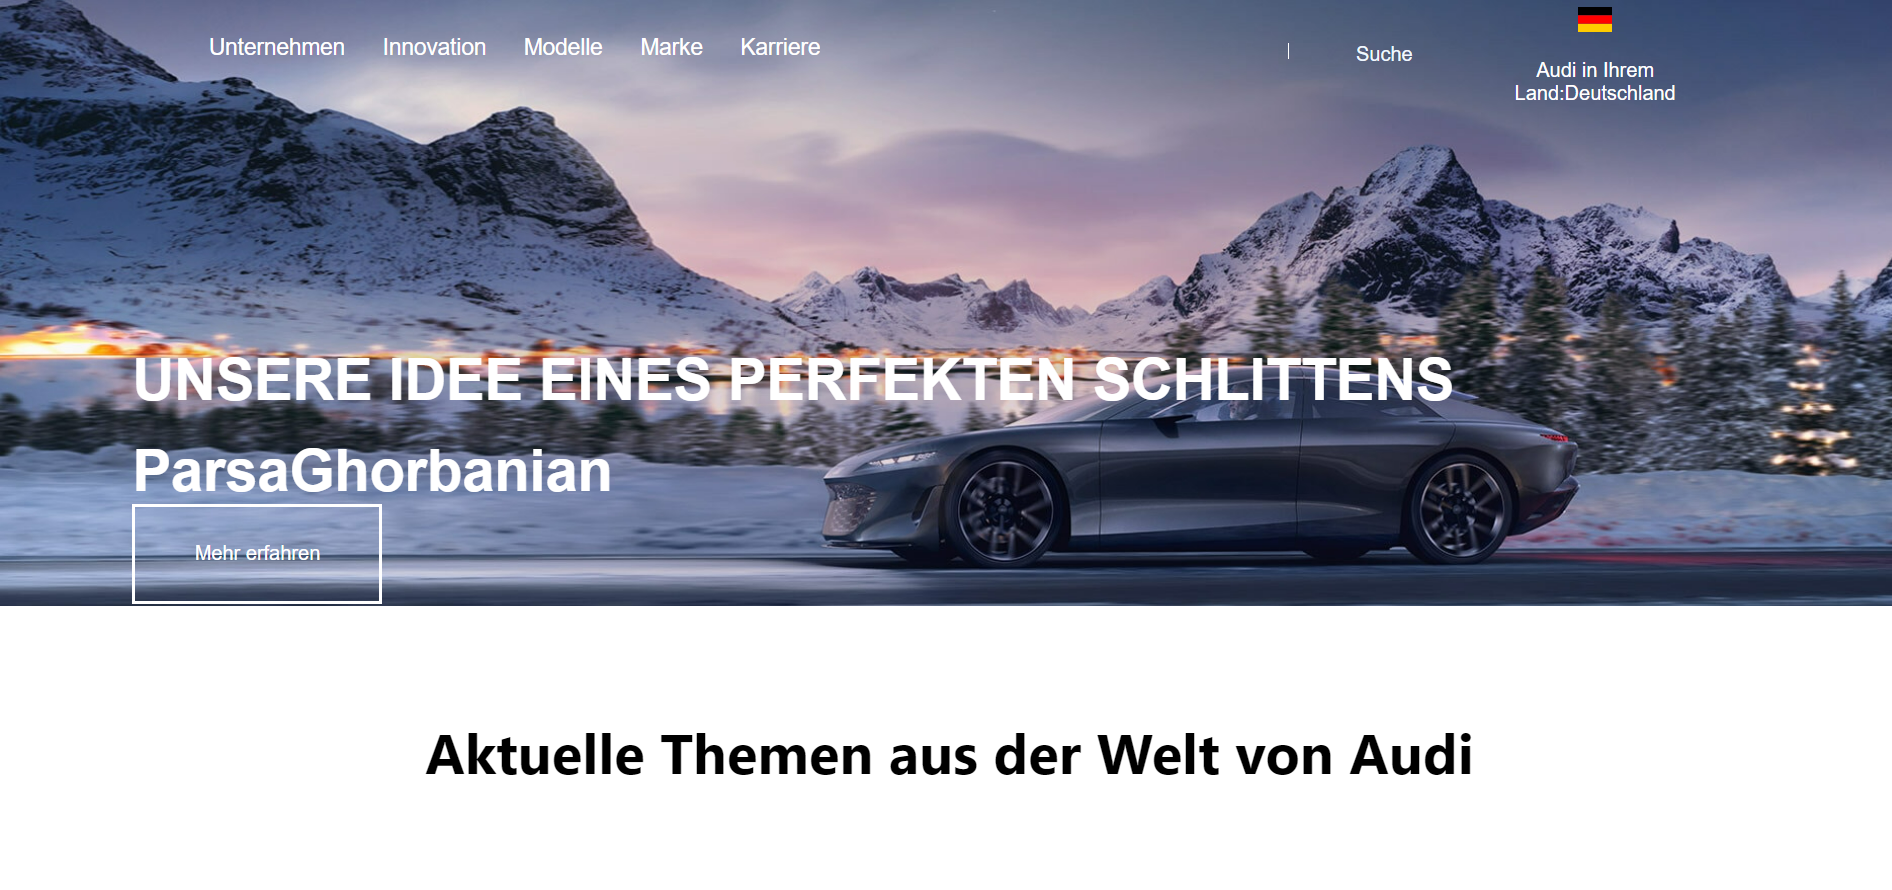 Unternehmen Innovation Modelle Marke Karriere
Suche
Audi in Ihrem
Land:Deutschland
UNSERE IDEE EINES PERFEKTEN SCHLITTENS
ParsaGhorbanian
Mehr erfahren
Aktuelle Themen aus der Welt von Audi